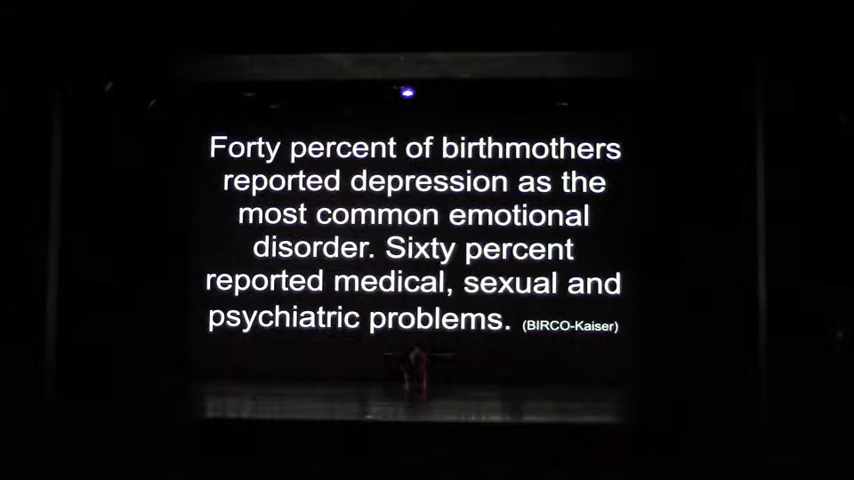 Forty percent of birthmothers
reported depression as the
most common emotional
disorder. Sixty percent
reported medical, sexual and
psychiatric problems. (BIRCO-Kaiser)